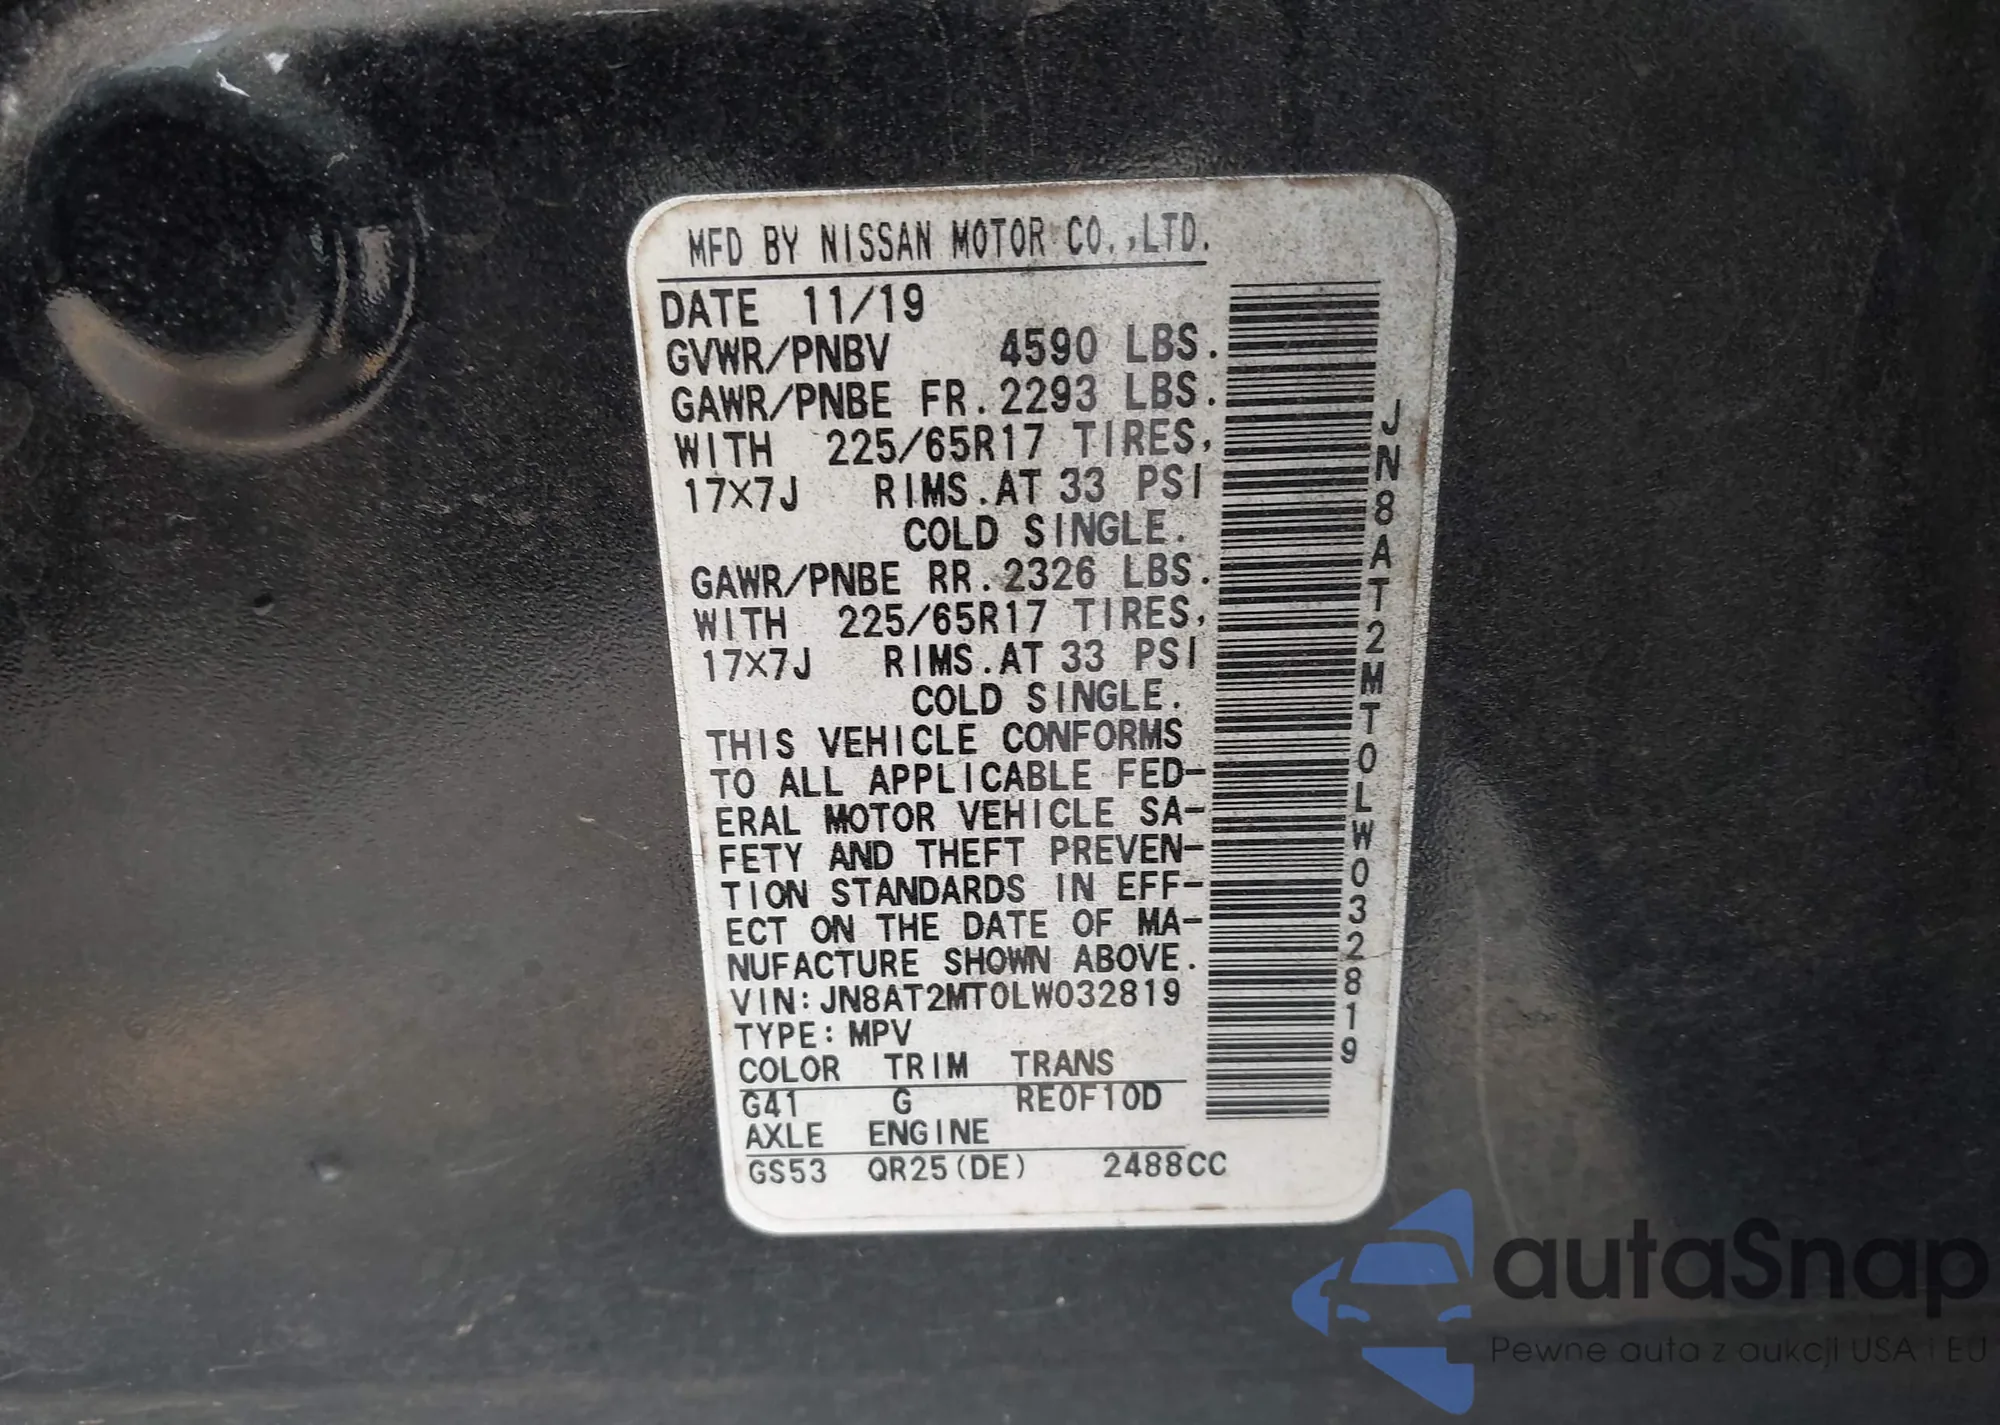 MFD BY NISSAN MOTOR CO.,LTD.
DATE 11/19
GVWR/PNBV 4590 LBS.
GAWR/PNBE FR. 2293 LBS.
WITH 225/65R17 TIRES,
17X7J RIMS. AT 33 PSI
COLD SINGLE.
GAWR/PNBE RR. 2326 LBS.
WITH 225/65R17 TIRES,
17X7J RIMS. AT 33 PSI
COLD SINGLE.
THIS VEHICLE CONFORMS
TO ALL APPLICABLE FED-
ERAL MOTOR VEHICLE SA-
FETY AND THEFT PREVEN-
TION STANDARDS IN EFF-
ECT ON THE DATE OF MA-
NUFACTURE SHOWN ABOVE.
VIN: JN8AT2MT0LW032819
TYPE: MPV
COLOR TRIM TRANS
G41 G RE0F10D
AXLE ENGINE
GS53 QR25(DE) 2488CC
JN8AT2MT0LW032819
autaSnap
Pewne auta z aukcji USA i EU